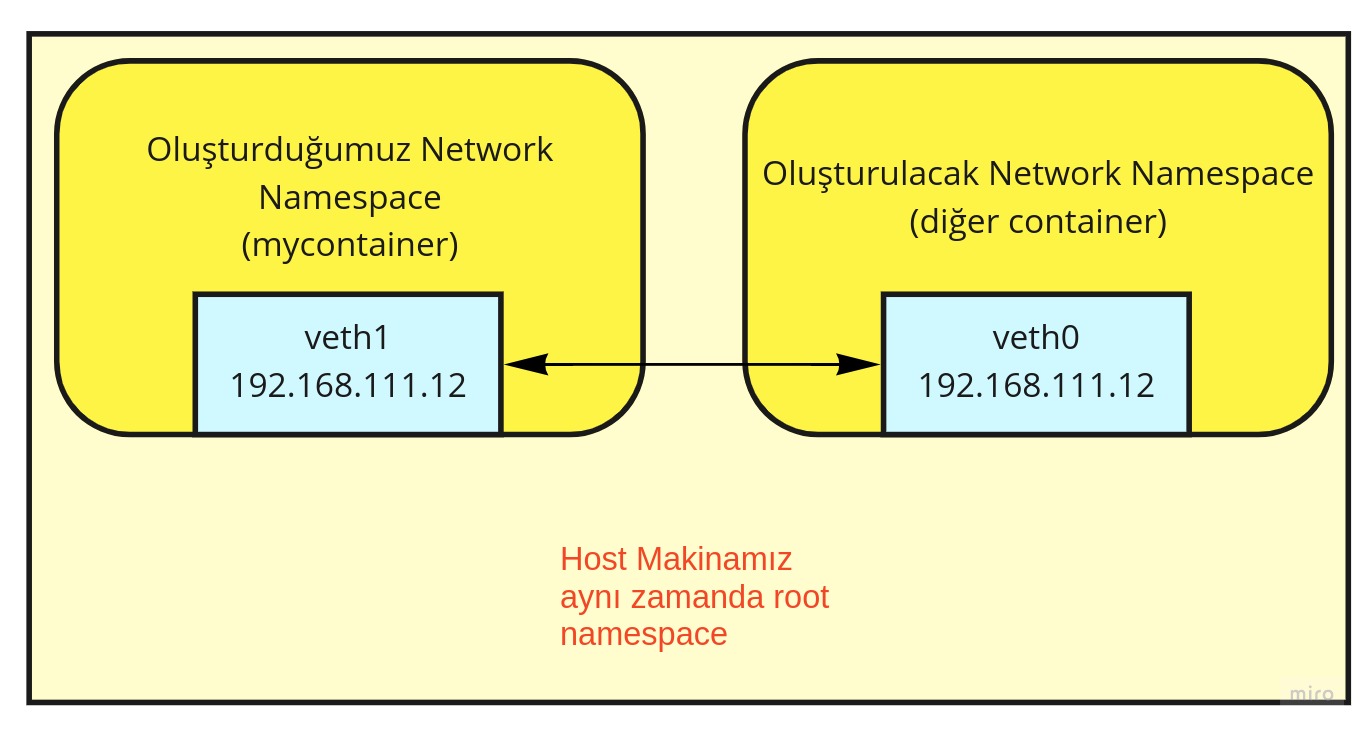 Oluşturduğumuz Network
Namespace
(mycontainer)
veth1
192.168.111.12
Oluşturulacak Network Namespace
(diğer container)
veth0
192.168.111.12
Host Makinamız
aynı zamanda root
namespace
miro